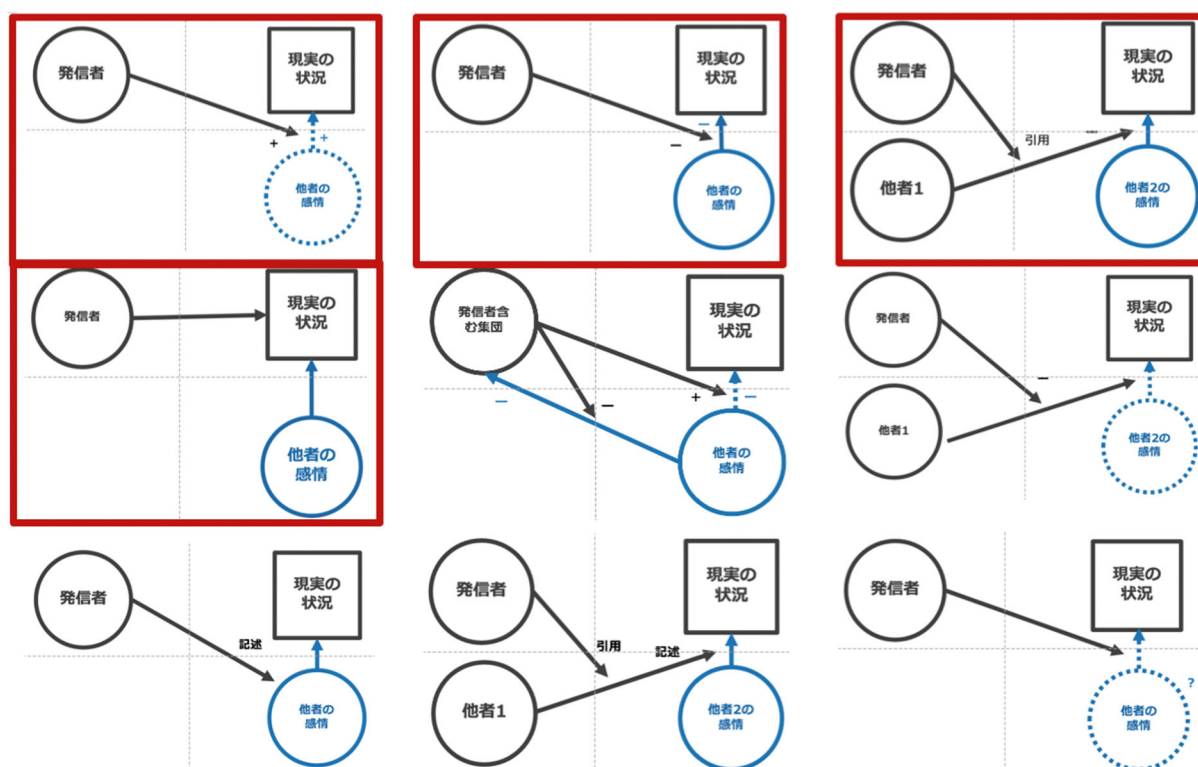 発信者
現実の
状況
+
+
他者の
感情
発信者
現実の
状況
−
−
他者の
感情
発信者
現実の
状況
引用
−
他者1
他者2の
感情
発信者
現実の
状況
他者の
感情
発信者含
む集団
現実の
状況
−
−
+
−
他者の
感情
発信者
現実の
状況
−
他者1
他者2の
感情
発信者
現実の
状況
記述
他者の
感情
発信者
現実の
状況
引用
記述
他者1
他者2の
感情
発信者
現実の
状況
?
他者の
感情